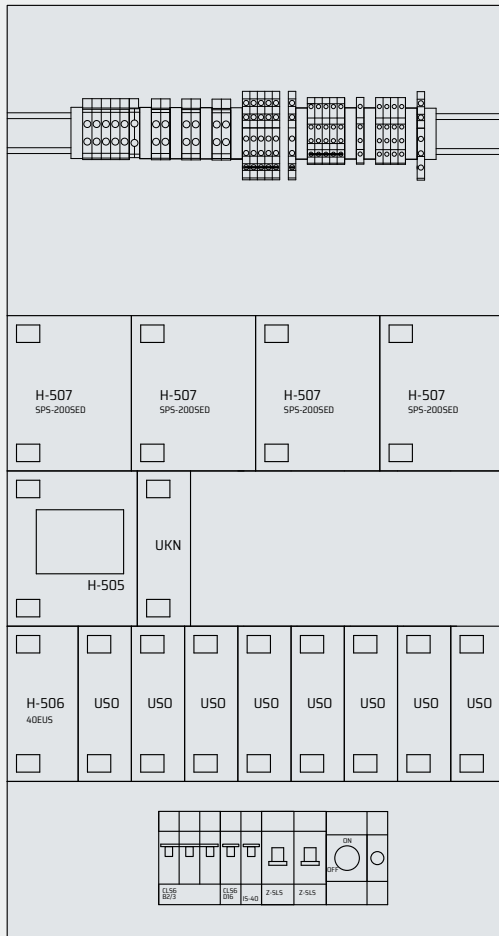 H-507 H-507 H-507 H-507
SPS-200SED SPS-200SED SPS-200SED SPS-200SED
UKN
H-505
H-506 USO USO USO USO USO USO USO USO
40EUS
ON
OFF
CLS6 CLS6 Z-SLS Z-SLS
B2/3 D16 IS-40